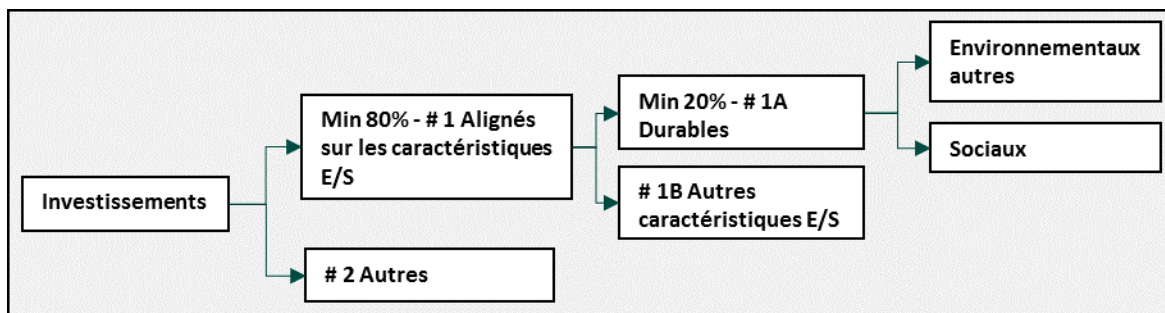 Investissements
Min 80% - # 1 Alignés
sur les caractéristiques
E/S
# 2 Autres
Min 20% - # 1A
Durables
# 1B Autres
caractéristiques E/S
Environnementaux
autres
Sociaux